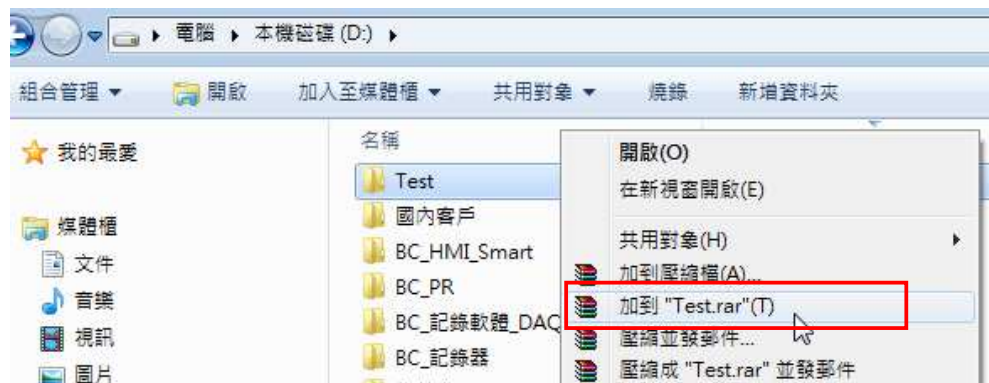 電腦 ▸ 本機磁碟 (D:) ▸
組合管理 ▼ 開啟 加入至媒體櫃 ▼ 共用對象 ▼ 燒錄 新增資料夾
我的最愛
媒體櫃
文件
音樂
視訊
圖片
名稱
Test
國內客戶
BC_HMI_Smart
BC_PR
BC_記錄軟體_DAQ
BC_記錄器
開啟(O)
在新視窗開啟(E)
共用對象(H)
加到壓縮檔(A)...
加到 "Test.rar"(T)
壓縮並發郵件...
壓縮成 "Test.rar" 並發郵件